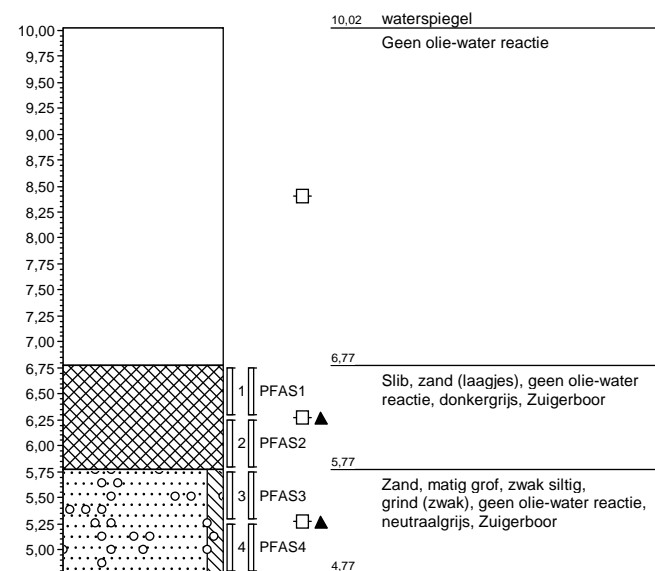 10,02 waterspiegel
10,00
Geen olie-water reactie
9,75
9,50
9,25
9,00
8,75
8,50
8,25
8,00
7,75
7,50
7,25
7,00
6,77
6,75
Slib, zand (laagjes), geen olie-water
reactie, donkergrijs, Zuigerboor
6,50
1 PFAS1
6,25
6,00
2 PFAS2
5,77
5,75
Zand, matig grof, zwak siltig,
grind (zwak), geen olie-water reactie,
neutraalgrijs, Zuigerboor
5,50
3 PFAS3
5,25
5,00
4 PFAS4
4,77